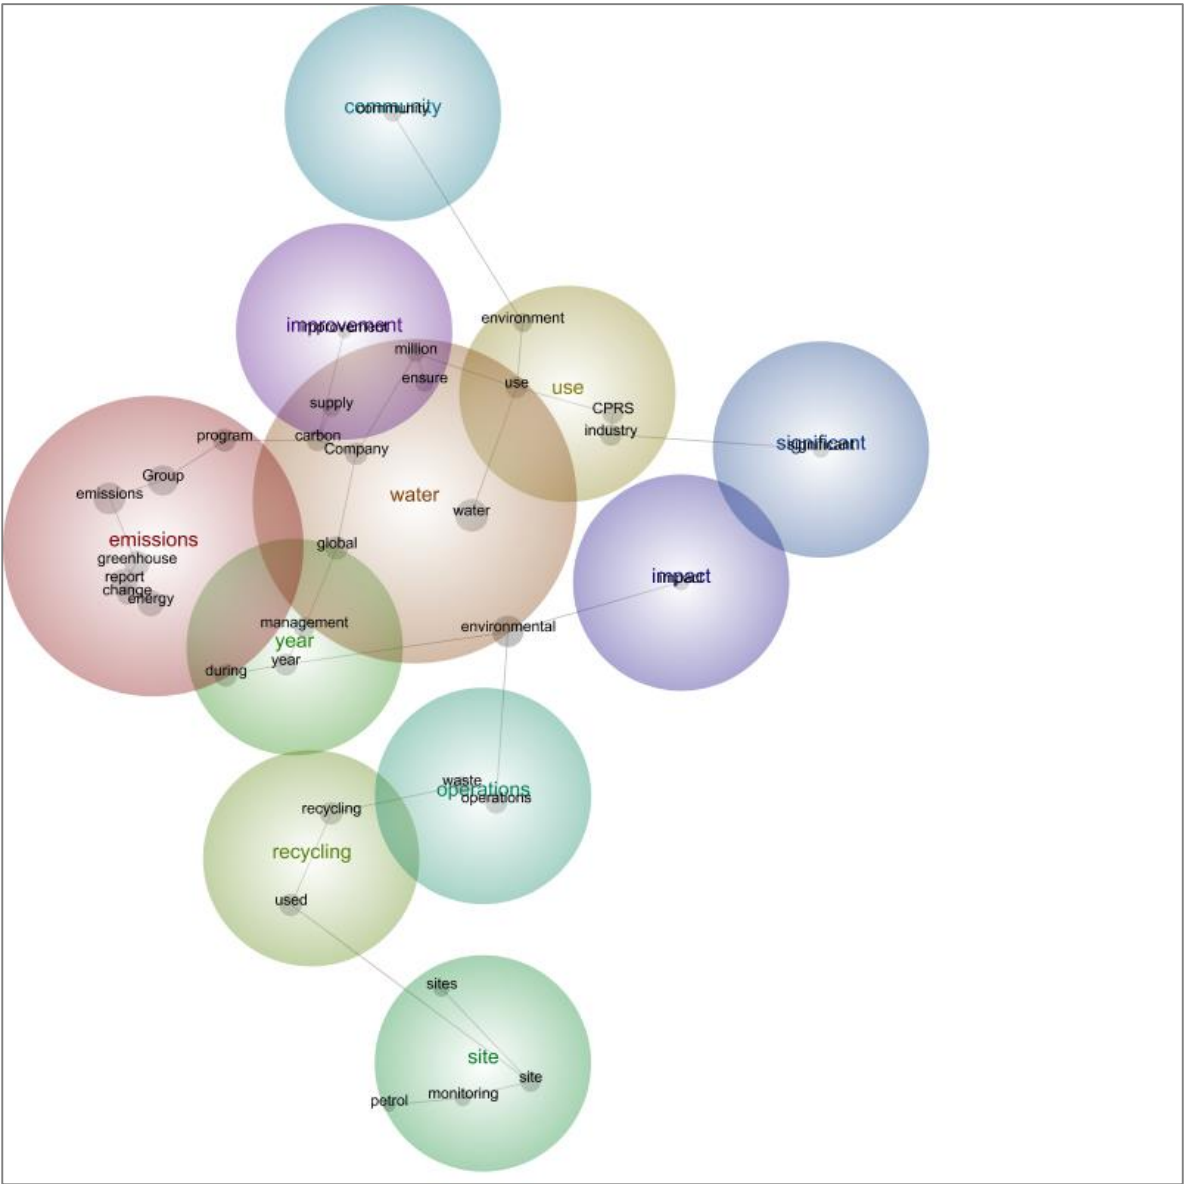 community
community
improvement
improvement
environment
million
ensure
use
use
supply
CPRS
industry
significant
significant
program
carbon
Company
Group
emissions
water
water
emissions
global
greenhouse
report
change
energy
impact
impact
management
environmental
year
year
during
waste
operations
operations
recycling
recycling
used
sites
site
site
monitoring
petrol